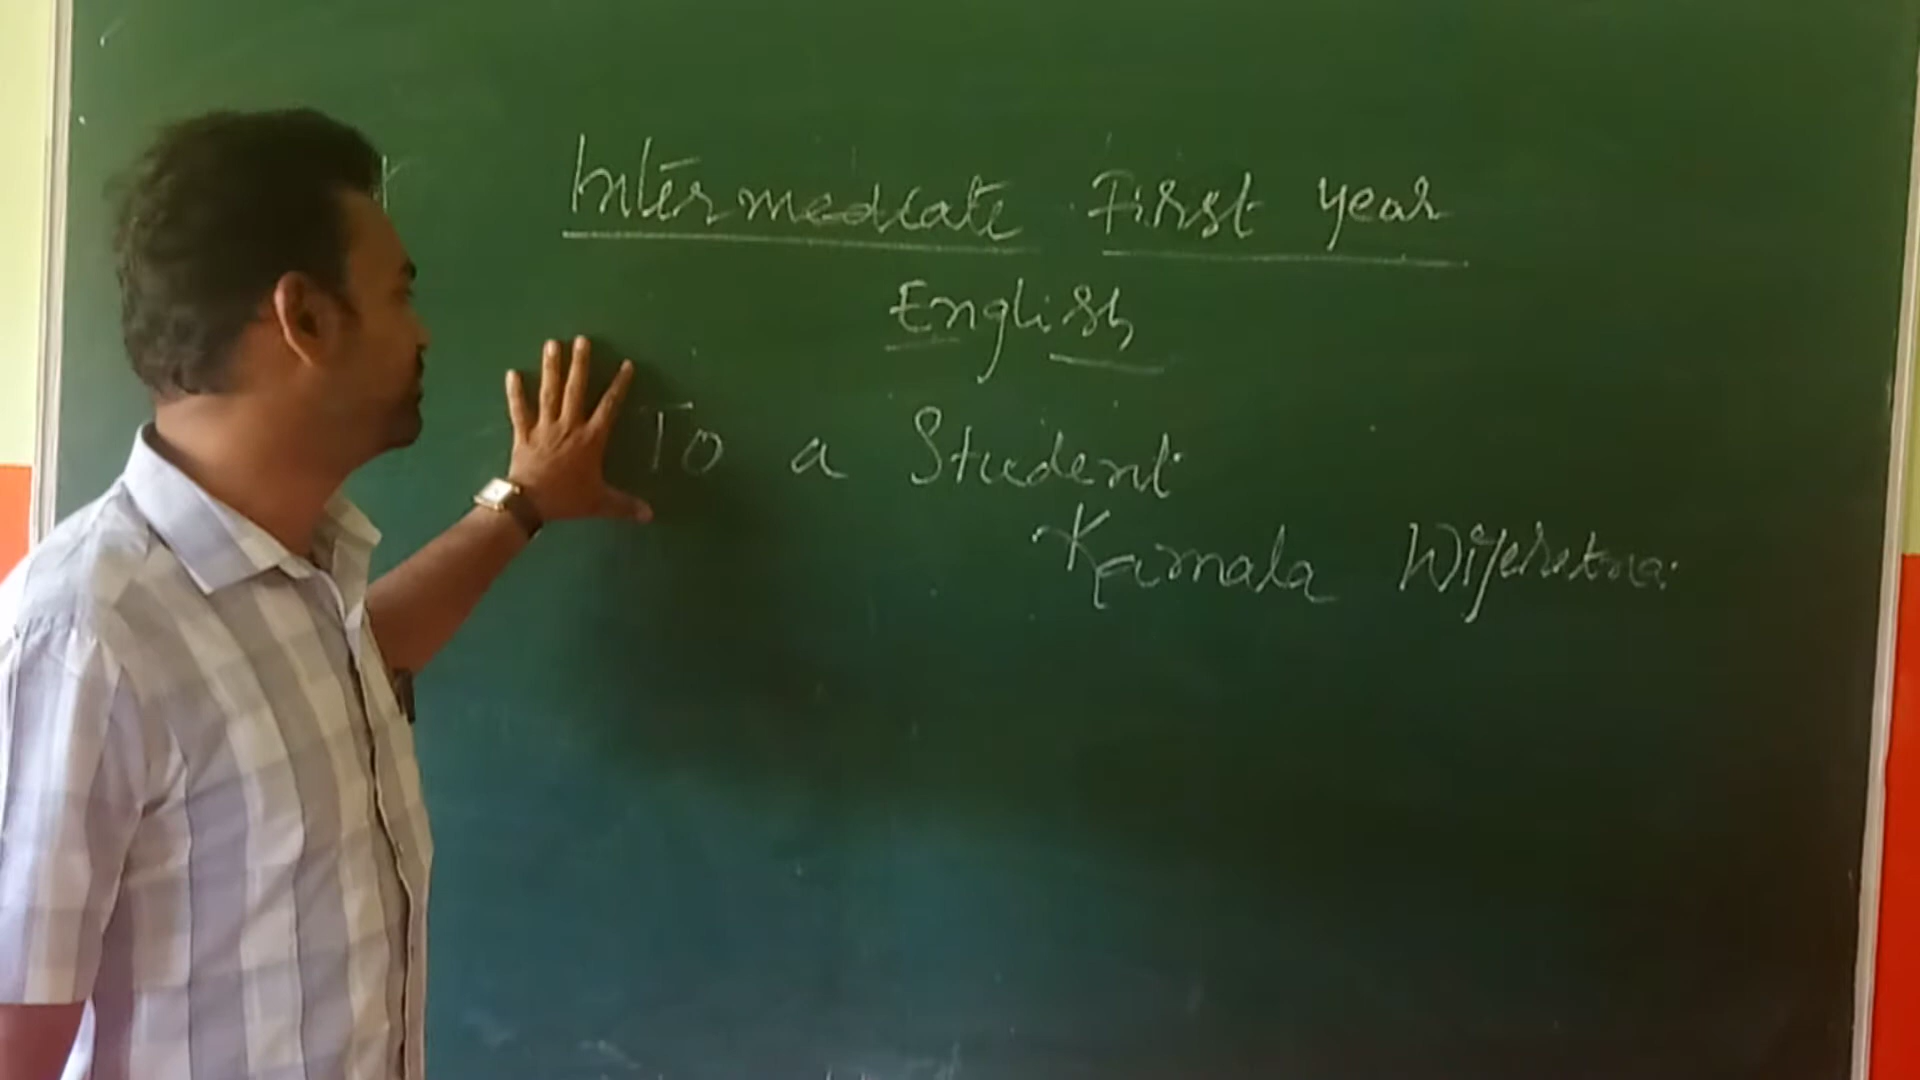 Intermediate First year
English
To a Student
Kamala Wijeratna.